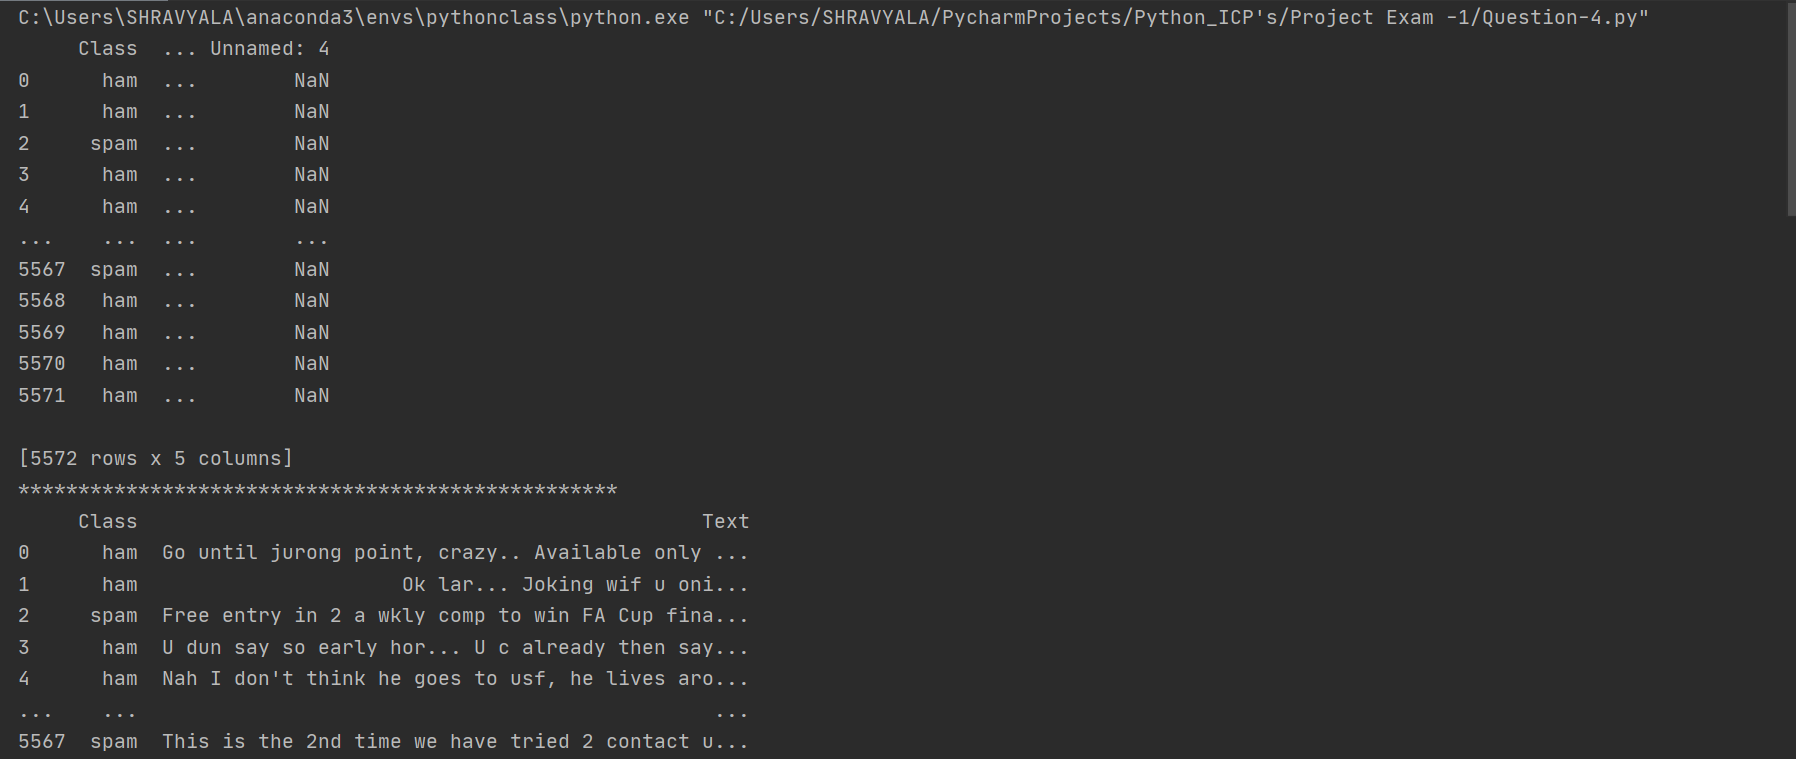 C:\Users\SHRAVYALA\anaconda3\envs\pythonclass\python.exe "C:/Users/SHRAVYALA/PycharmProjects/Python_ICP's/Project Exam -1/Question-4.py"
     Class  ... Unnamed: 4
0      ham  ...        NaN
1      ham  ...        NaN
2     spam  ...        NaN
3      ham  ...        NaN
4      ham  ...        NaN
...    ...  ...        ...
5567  spam  ...        NaN
5568   ham  ...        NaN
5569   ham  ...        NaN
5570   ham  ...        NaN
5571   ham  ...        NaN
[5572 rows x 5 columns]
**************************************************
     Class                                               Text
0      ham  Go until jurong point, crazy.. Available only ...
1      ham                      Ok lar... Joking wif u oni...
2     spam  Free entry in 2 a wkly comp to win FA Cup fina...
3      ham  U dun say so early hor... U c already then say...
4      ham  Nah I don't think he goes to usf, he lives aro...
...    ...                                                ...
5567  spam  This is the 2nd time we have tried 2 contact u...